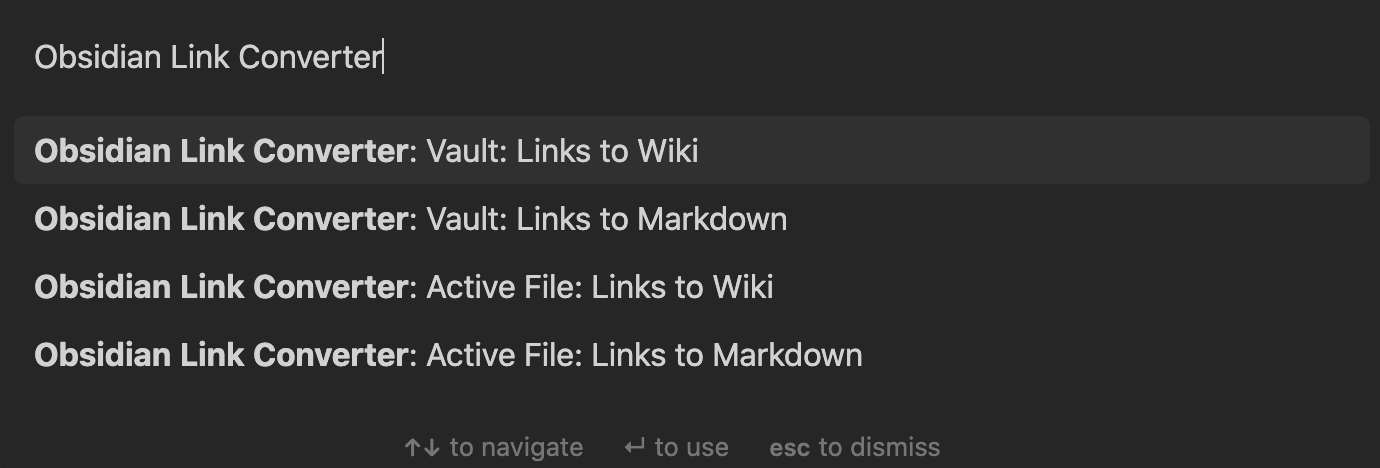 Obsidian Link Converter
Obsidian Link Converter: Vault: Links to Wiki
Obsidian Link Converter: Vault: Links to Markdown
Obsidian Link Converter: Active File: Links to Wiki
Obsidian Link Converter: Active File: Links to Markdown
↑↓ to navigate ↵ to use esc to dismiss